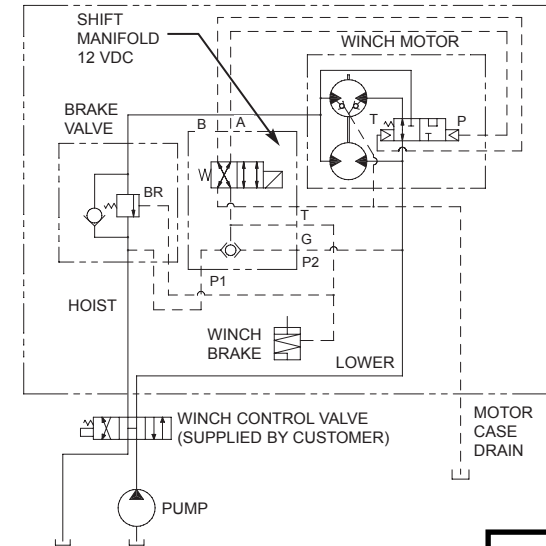 SHIFT
MANIFOLD
12 VDC
WINCH MOTOR
BRAKE
VALVE
B
A
T
P
BR
T
G
P2
P1
HOIST
WINCH
BRAKE
LOWER
WINCH CONTROL VALVE
(SUPPLIED BY CUSTOMER)
MOTOR
CASE
DRAIN
PUMP